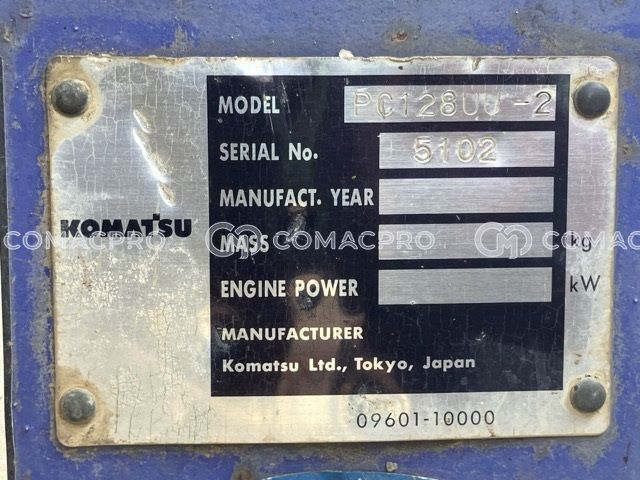 MODEL PC128UU-2
SERIAL No. 5102
MANUFACT. YEAR
KOMATSU
MASS kg
COMACPRO COMACPRO COMAC
ENGINE POWER kW
MANUFACTURER
Komatsu Ltd., Tokyo, Japan
09601-10000